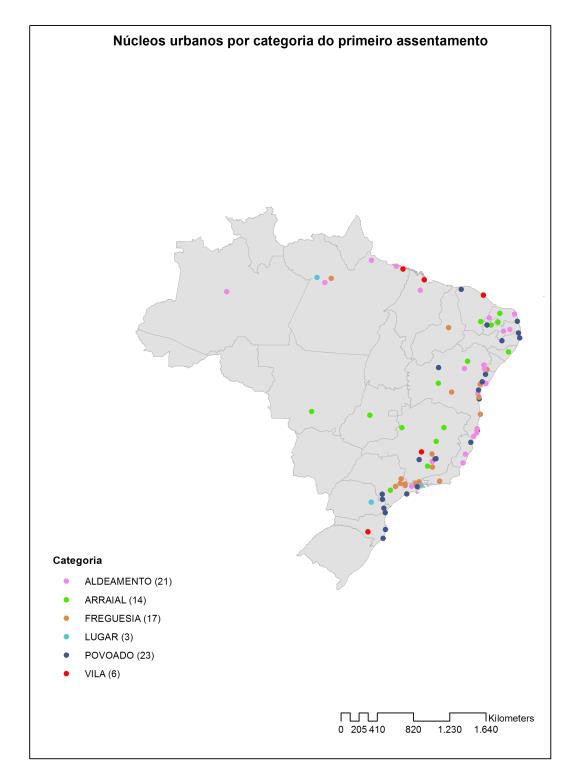 Núcleos urbanos por categoria do primeiro assentamento
Categoria
ALDEAMENTO (21)
ARRAIAL (14)
FREGUESIA (17)
LUGAR (3)
POVOADO (23)
VILA (6)
Kilometers
0 205 410 820 1.230 1.640